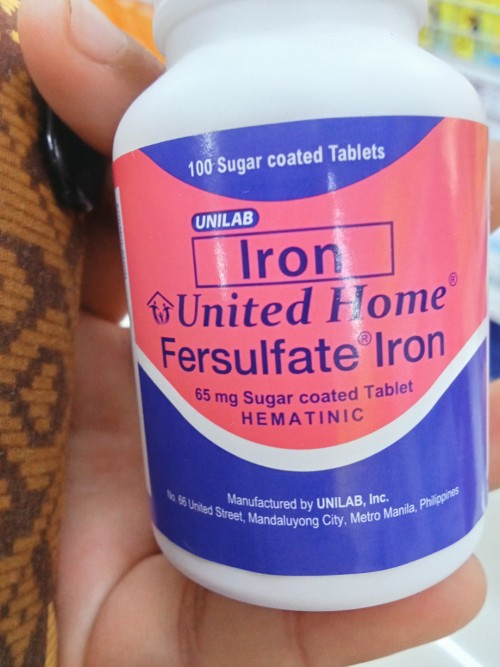 100 Sugar coated Tablets
UNILAB
Iron
United Home®
Fersulfate® Iron
65 mg Sugar coated Tablet
HEMATINIC
Manufactured by UNILAB, Inc.
No. 66 United Street, Mandaluyong City, Metro Manila, Philippines